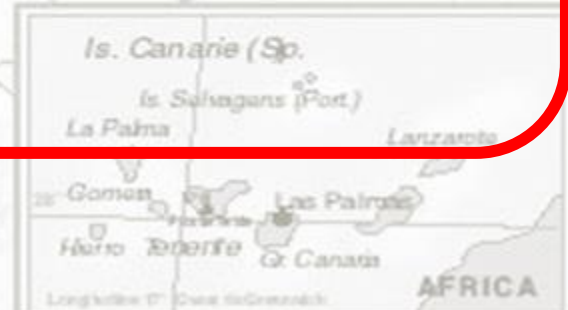 Is. Canarie (Sp.
Is. Salvagens (Port.)
La Palma
Lanzarote
Gomera
Las Palmas
Hierro Tenerife
Gr. Canaria
AFRICA